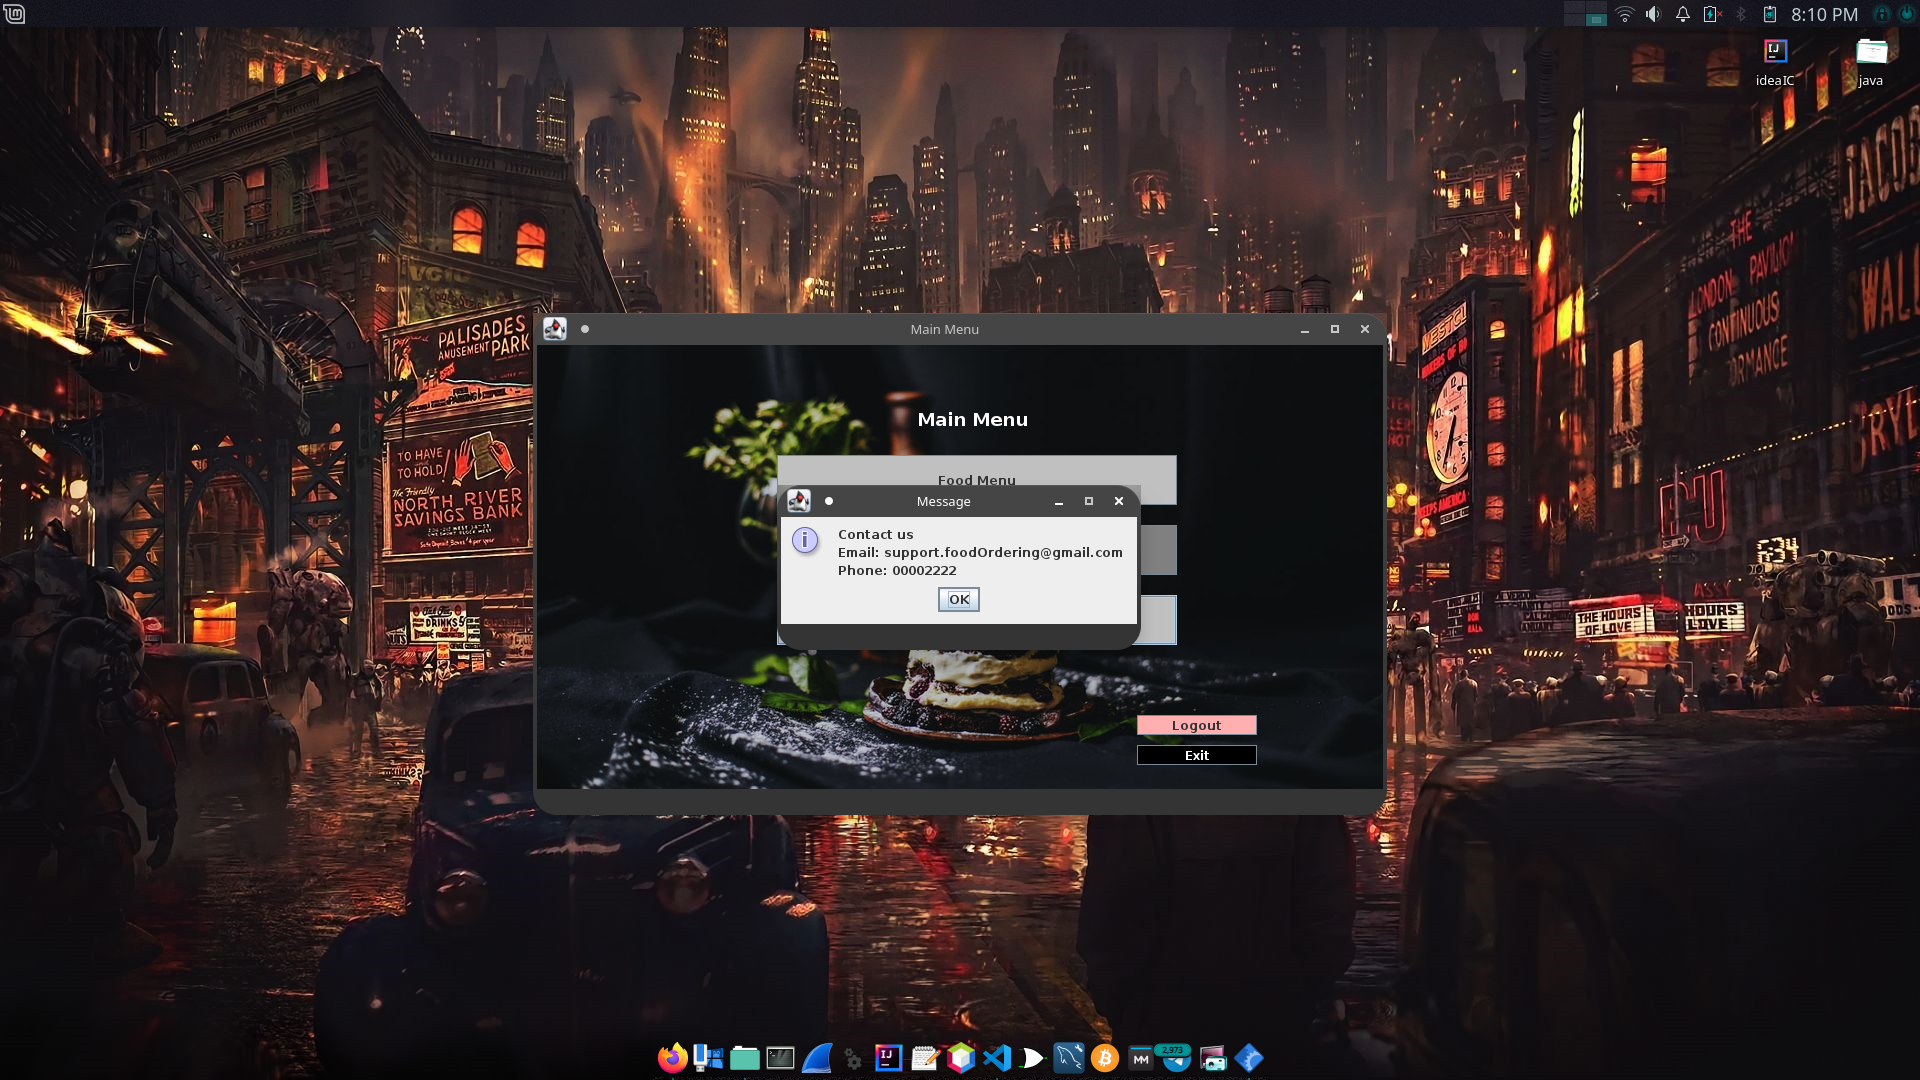 8:10 PM
ideaIC
java
PALISADES
AMUSEMENT PARK
TO HAVE
TO HOLD!
The Friendly
NORTH RIVER
SAVINGS BANK
DRINKS
THE
LONDON PAVILION
CONTINUOUS
JACOBS
WALL
THE HOURS
OF LOVE
HOURS
LOVE
Main Menu
Main Menu
Food Menu
Message
Contact us
Email: support.foodOrdering@gmail.com
Phone: 00002222
OK
Logout
Exit
2,973